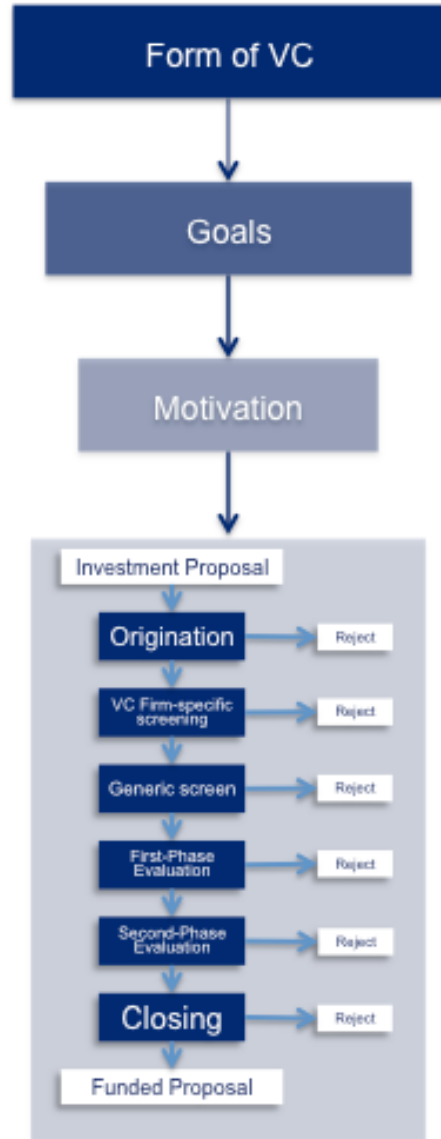 Form of VC
Goals
Motivation
Investment Proposal
Origination
Reject
VC Firm-specific
screening
Reject
Generic screen
Reject
First-Phase
Evaluation
Reject
Second-Phase
Evaluation
Reject
Closing
Reject
Funded Proposal